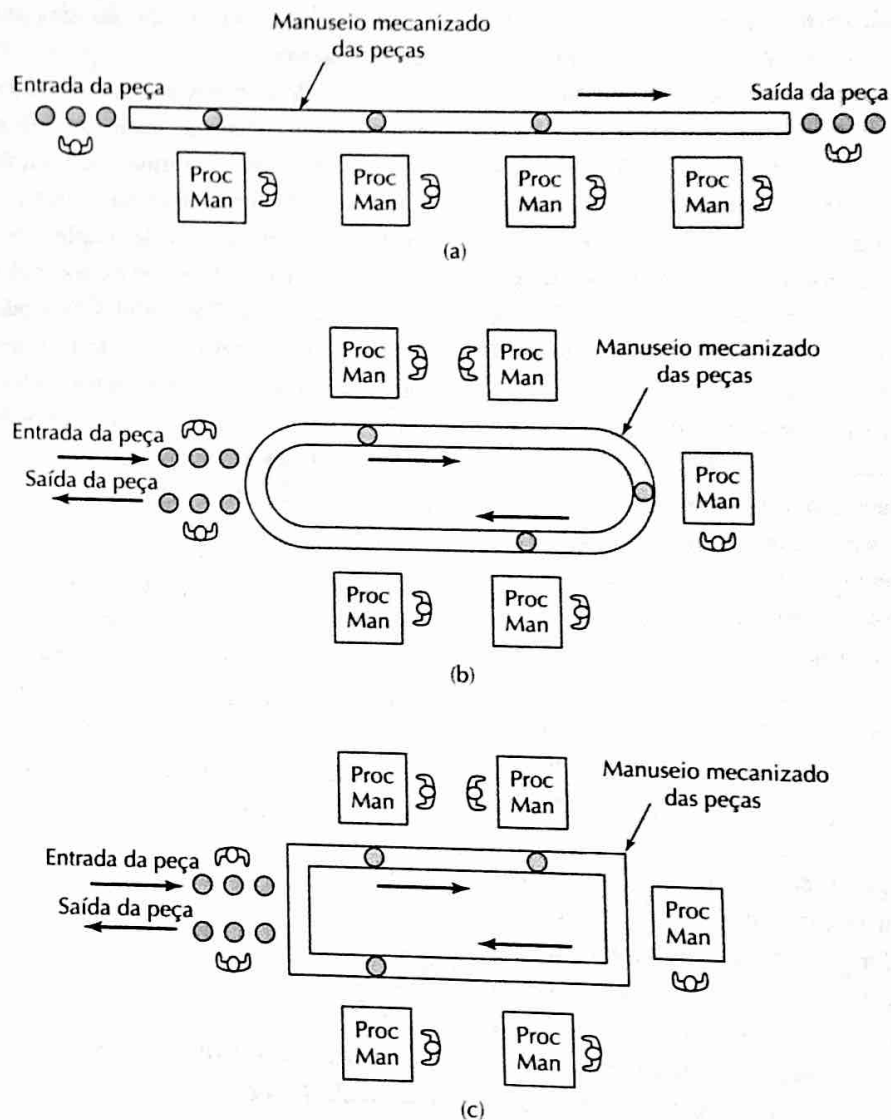 Manuseio mecanizado
das peças
Entrada da peça
Saída da peça
Proc
Man
Proc
Man
Proc
Man
Proc
Man
(a)
Proc
Man
Proc
Man
Manuseio mecanizado
das peças
Entrada da peça
Saída da peça
Proc
Man
Proc
Man
Proc
Man
(b)
Proc
Man
Proc
Man
Manuseio mecanizado
das peças
Entrada da peça
Saída da peça
Proc
Man
Proc
Man
Proc
Man
(c)